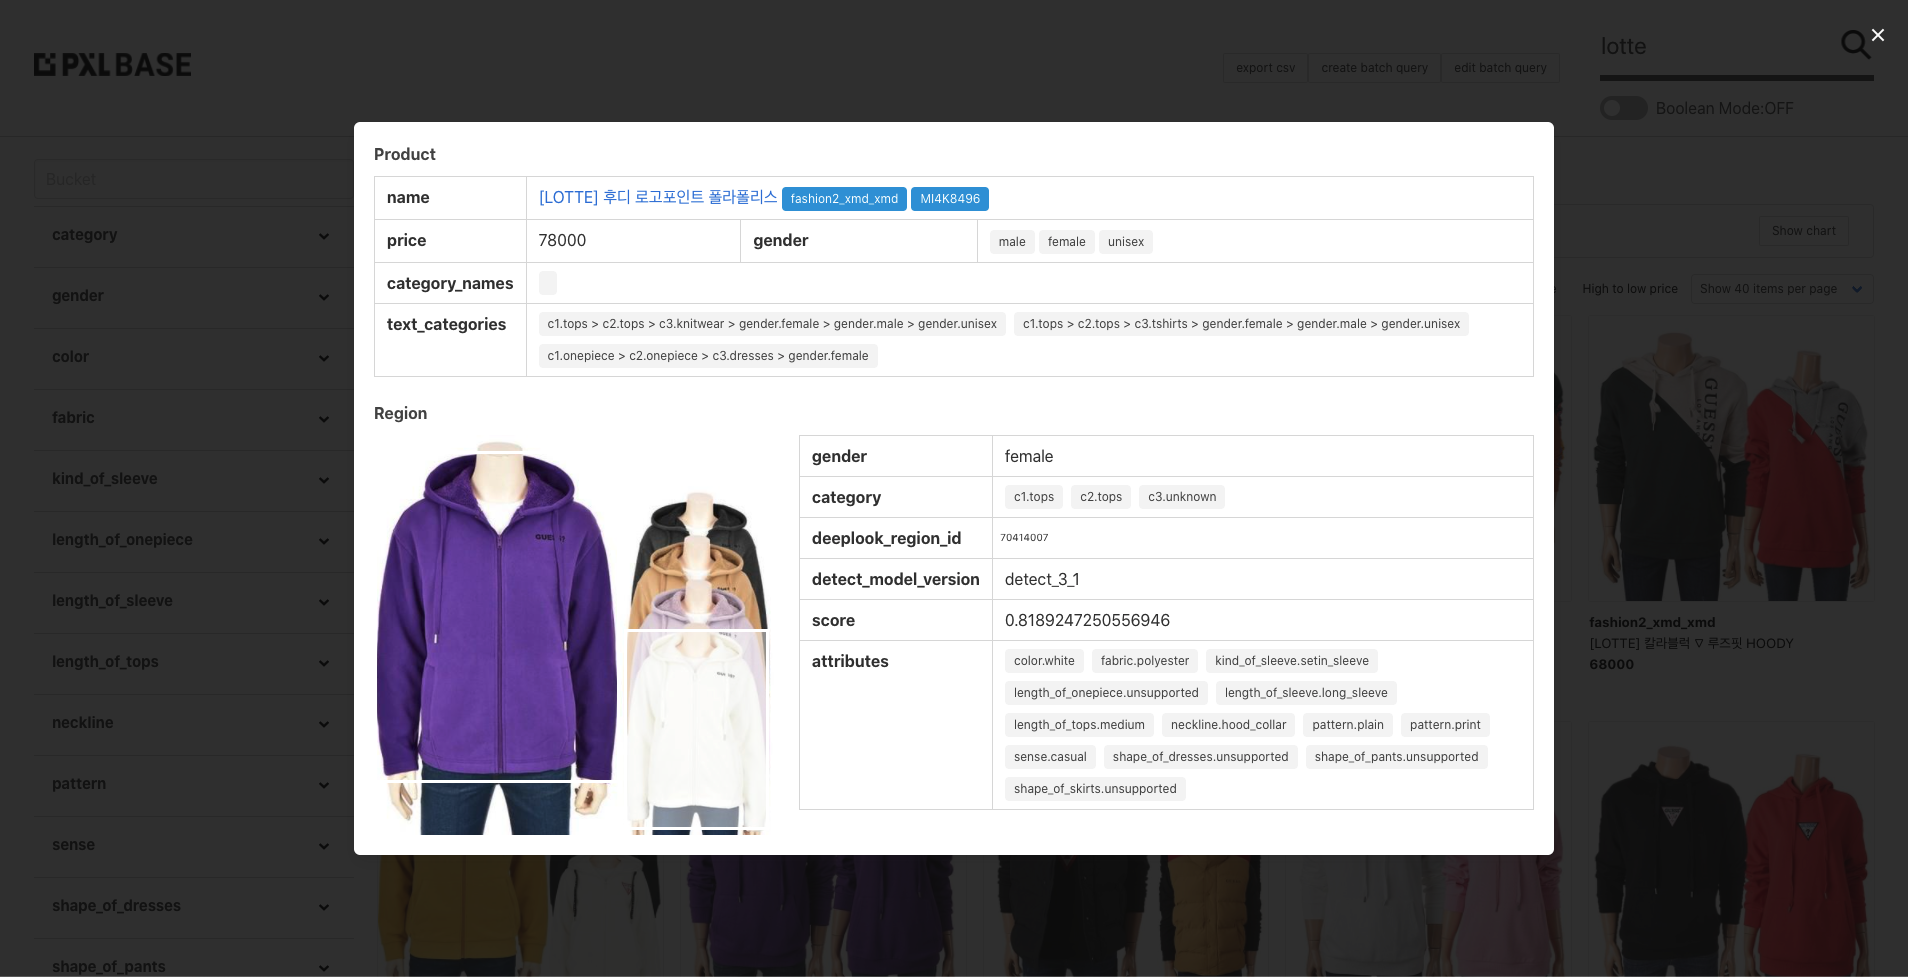 PXL BASE
export csv create batch query edit batch query
lotte
Boolean Mode:OFF
Bucket
category
gender
color
fabric
kind_of_sleeve
length_of_onepiece
length_of_sleeve
length_of_tops
neckline
pattern
sense
shape_of_dresses
shape_of_pants
Show chart
High to low price Show 40 items per page
Product
name [LOTTE] 후디 로고포인트 폴라폴리스 fashion2_xmd_xmd MI4K8496
price 78000 gender male female unisex
category_names
text_categories c1.tops > c2.tops > c3.knitwear > gender.female > gender.male > gender.unisex c1.tops > c2.tops > c3.tshirts > gender.female > gender.male > gender.unisex
c1.onepiece > c2.onepiece > c3.dresses > gender.female
Region
gender female
category c1.tops c2.tops c3.unknown
deeplook_region_id 70414007
detect_model_version detect_3_1
score 0.8189247250556946
attributes color.white fabric.polyester kind_of_sleeve.setin_sleeve
length_of_onepiece.unsupported length_of_sleeve.long_sleeve
length_of_tops.medium neckline.hood_collar pattern.plain pattern.print
sense.casual shape_of_dresses.unsupported shape_of_pants.unsupported
shape_of_skirts.unsupported
GUESS
GUESS
fashion2_xmd_xmd
[LOTTE] 칼라블럭 ▽ 루즈핏 HOODY
68000